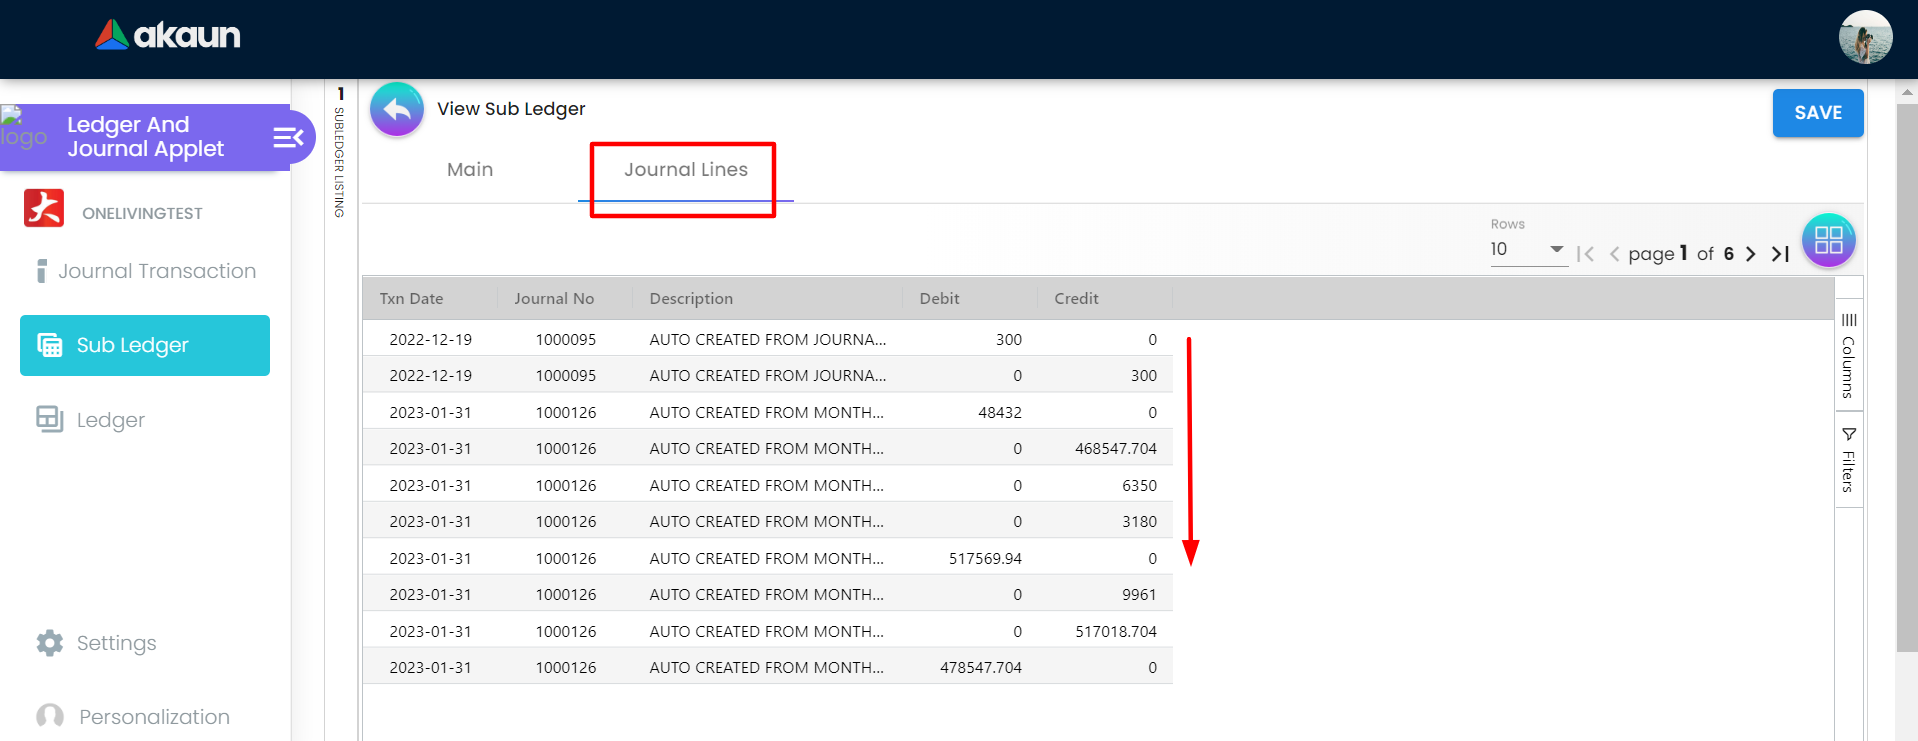 akaun
logo
Ledger And
Journal Applet
ONELIVINGTEST
Journal Transaction
Sub Ledger
Ledger
Settings
Personalization
1
SUBLEDGER LISTING
View Sub Ledger
SAVE
Main
Journal Lines
Rows
10
page 1 of 6
Txn Date Journal No Description Debit Credit
2022-12-19 1000095 AUTO CREATED FROM JOURNA... 300 0
2022-12-19 1000095 AUTO CREATED FROM JOURNA... 0 300
2023-01-31 1000126 AUTO CREATED FROM MONTH... 48432 0
2023-01-31 1000126 AUTO CREATED FROM MONTH... 0 468547.704
2023-01-31 1000126 AUTO CREATED FROM MONTH... 0 6350
2023-01-31 1000126 AUTO CREATED FROM MONTH... 0 3180
2023-01-31 1000126 AUTO CREATED FROM MONTH... 517569.94 0
2023-01-31 1000126 AUTO CREATED FROM MONTH... 0 9961
2023-01-31 1000126 AUTO CREATED FROM MONTH... 0 517018.704
2023-01-31 1000126 AUTO CREATED FROM MONTH... 478547.704 0
Columns
Filters